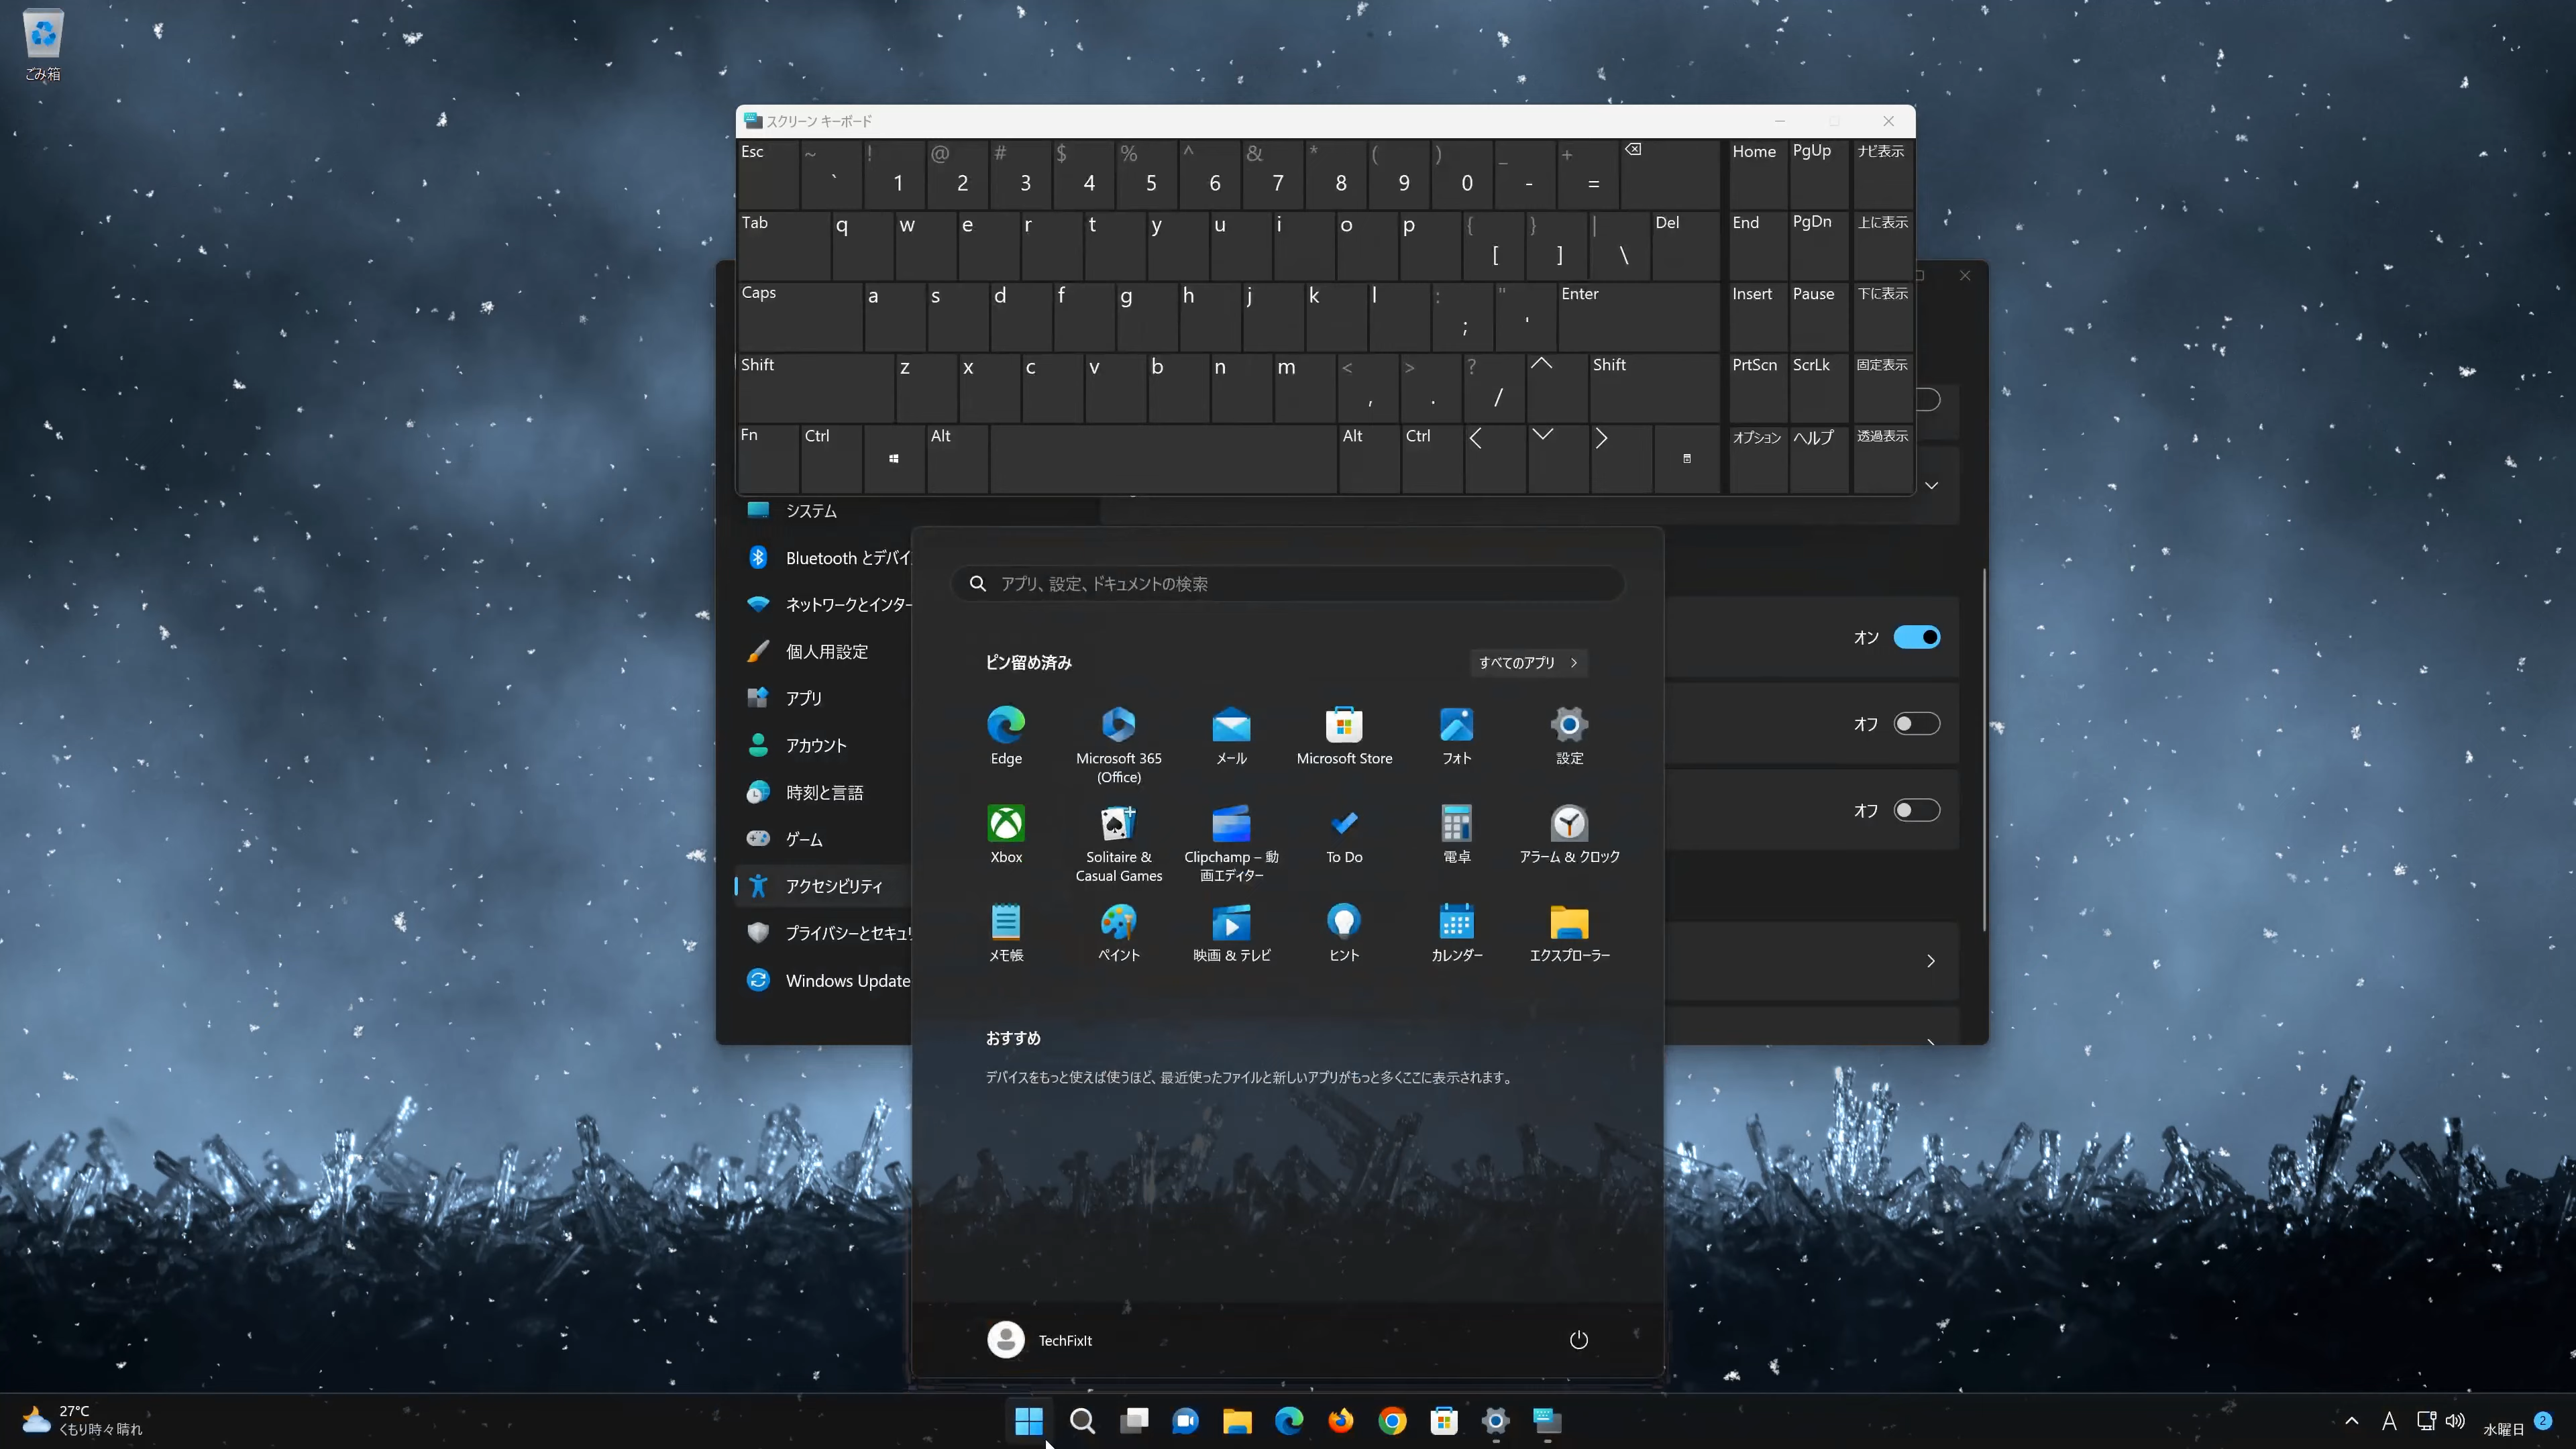 ごみ箱
スクリーン キーボード
Esc ~ ` ! 1 @ 2 # 3 $ 4 % 5 ^ 6 & 7 * 8 ( 9 ) 0 _ - + = Home PgUp ナビ表示
Tab q w e r t y u i o p { [ } ] | \ Del End PgDn 上に表示
Caps a s d f g h j k l : ; " ' Enter Insert Pause 下に表示
Shift z x c v b n m < , > . ? / Shift PrtScn ScrLk 固定表示
Fn Ctrl Alt Alt Ctrl オプション ヘルプ 透過表示
システム
Bluetooth とデバイ
ネットワークとインター
個人用設定
アプリ
アカウント
時刻と言語
ゲーム
アクセシビリティ
プライバシーとセキュ
Windows Update
オン
オフ
オフ
アプリ、設定、ドキュメントの検索
ピン留め済み
すべてのアプリ
Edge
Microsoft 365
(Office)
メール
Microsoft Store
フォト
設定
Xbox
Solitaire &
Casual Games
Clipchamp – 動
画エディター
To Do
電卓
アラーム & クロック
メモ帳
ペイント
映画 & テレビ
ヒント
カレンダー
エクスプローラー
おすすめ
デバイスをもっと使えば使うほど、最近使ったファイルと新しいアプリがもっと多くここに表示されます。
TechFixIt
27°C
くもり時々晴れ
A
水曜日
2